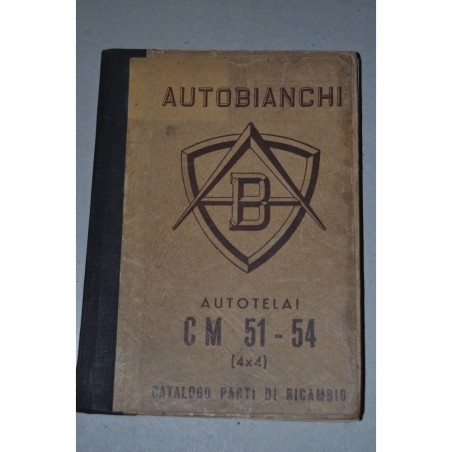 AUTOBIANCHI
B
AUTOTELAI
CM 51-54
(4x4)
CATALOGO PARTI DI RICAMBIO